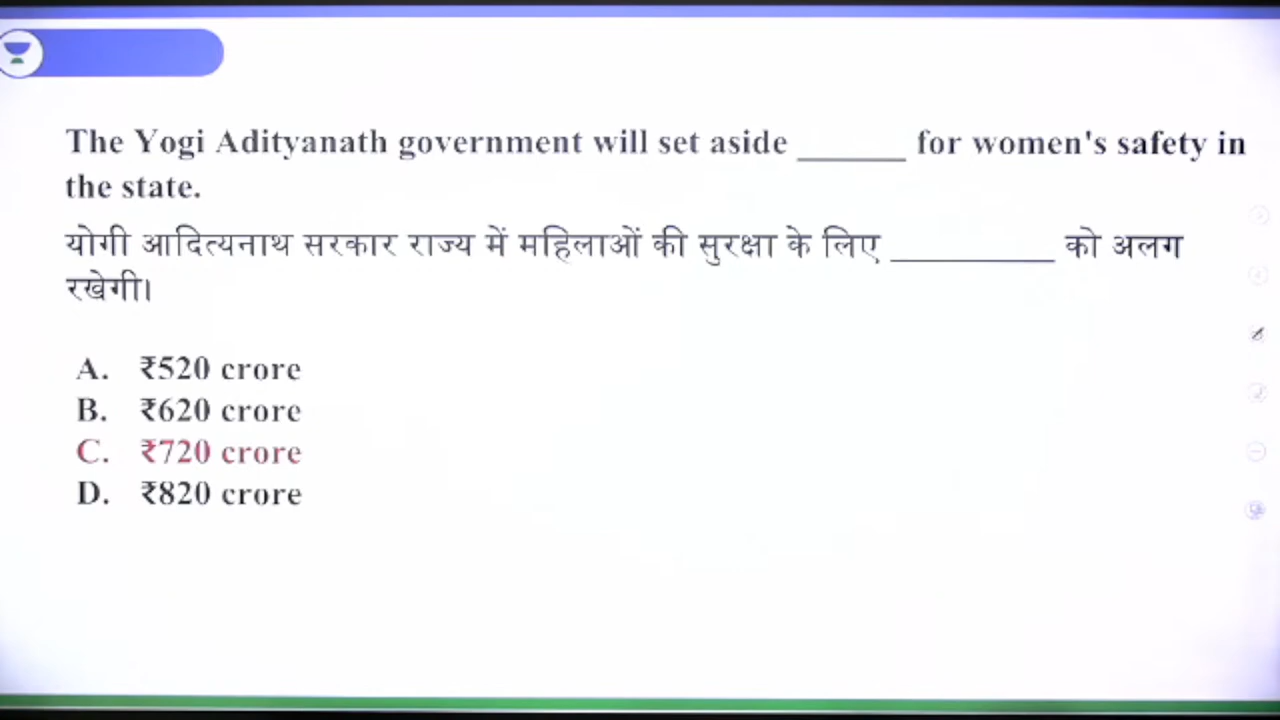 The Yogi Adityanath government will set aside ______ for women's safety in
the state.
योगी आदित्यनाथ सरकार राज्य में महिलाओं की सुरक्षा के लिए _________ को अलग
रखेगी।
A. ₹520 crore
B. ₹620 crore
C. ₹720 crore
D. ₹820 crore